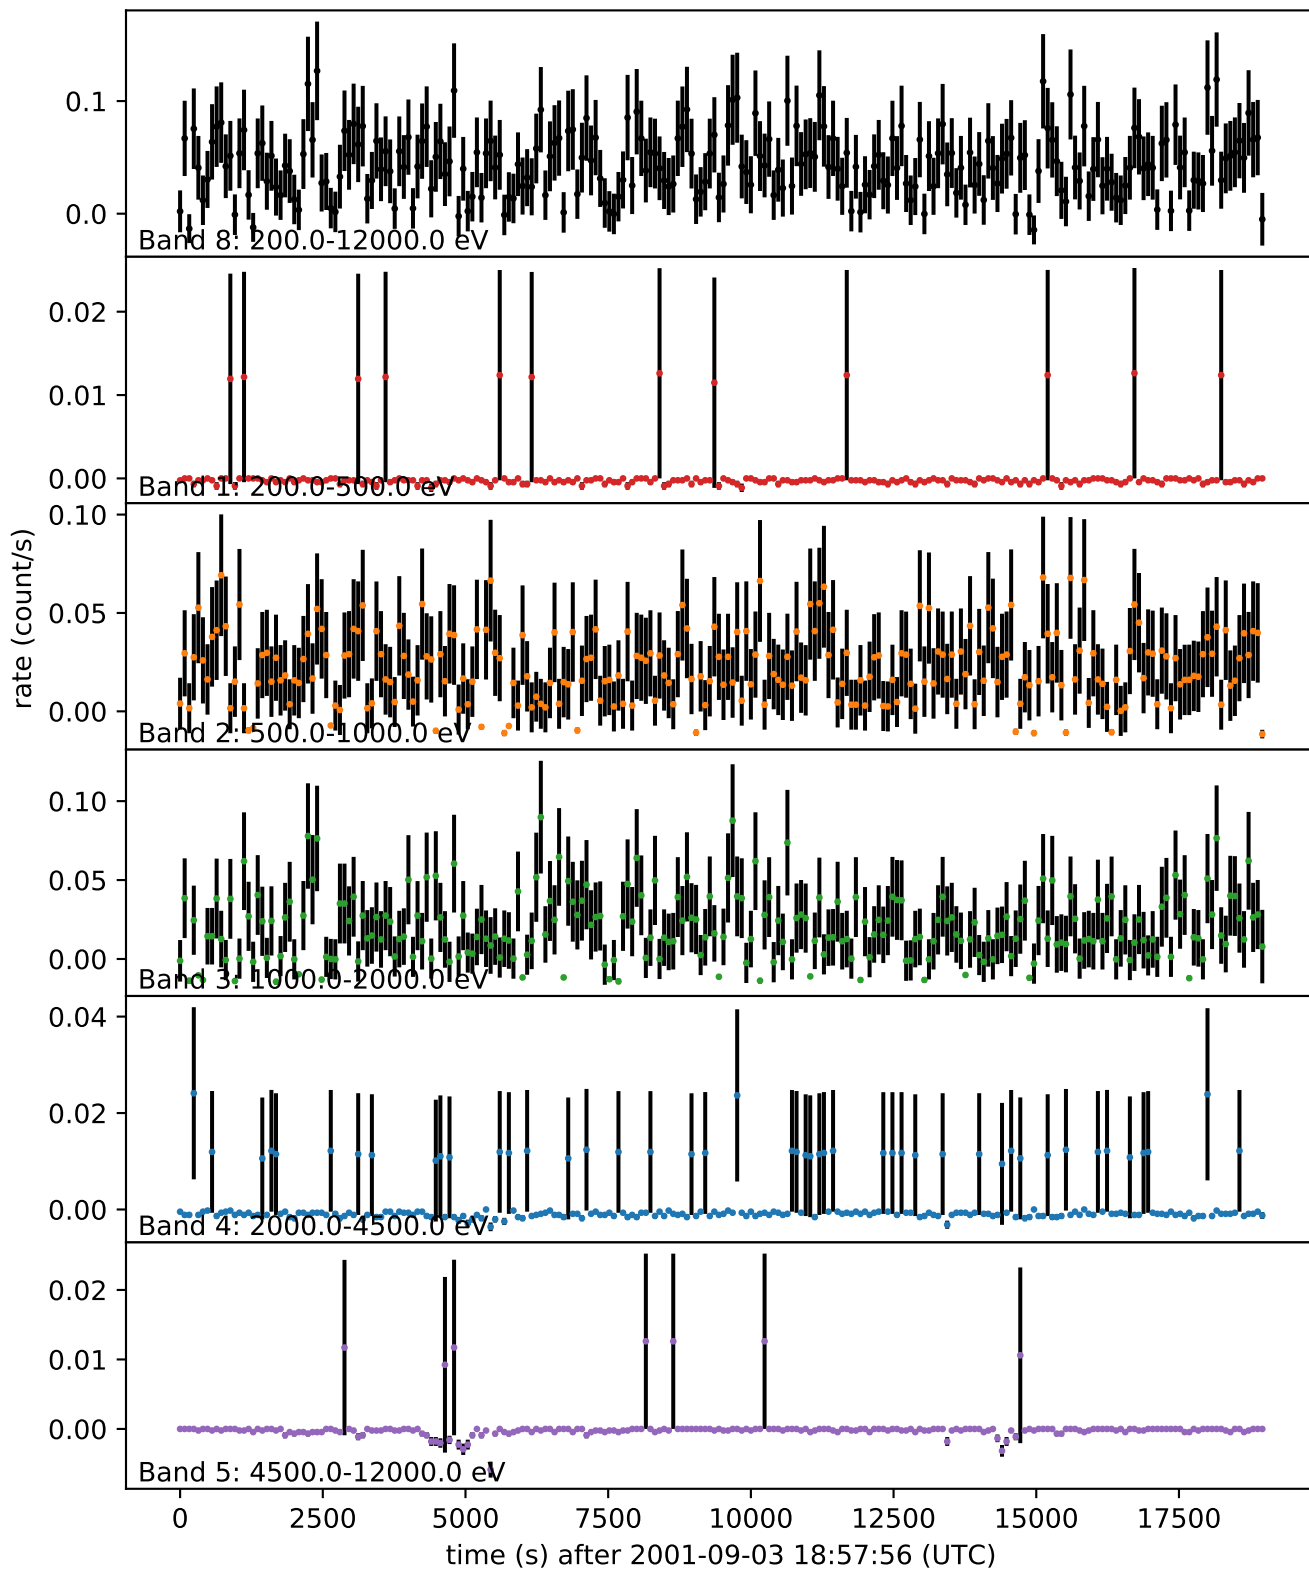 0.1
0.0
Band 8: 200.0-12000.0 eV
0.02
0.01
0.00
Band 1: 200.0-500.0 eV
0.10
0.05
0.00
Band 2: 500.0-1000.0 eV
rate (count/s)
0.10
0.05
0.00
Band 3: 1000.0-2000.0 eV
0.04
0.02
0.00
Band 4: 2000.0-4500.0 eV
0.02
0.01
0.00
Band 5: 4500.0-12000.0 eV
0 2500 5000 7500 10000 12500 15000 17500
time (s) after 2001-09-03 18:57:56 (UTC)